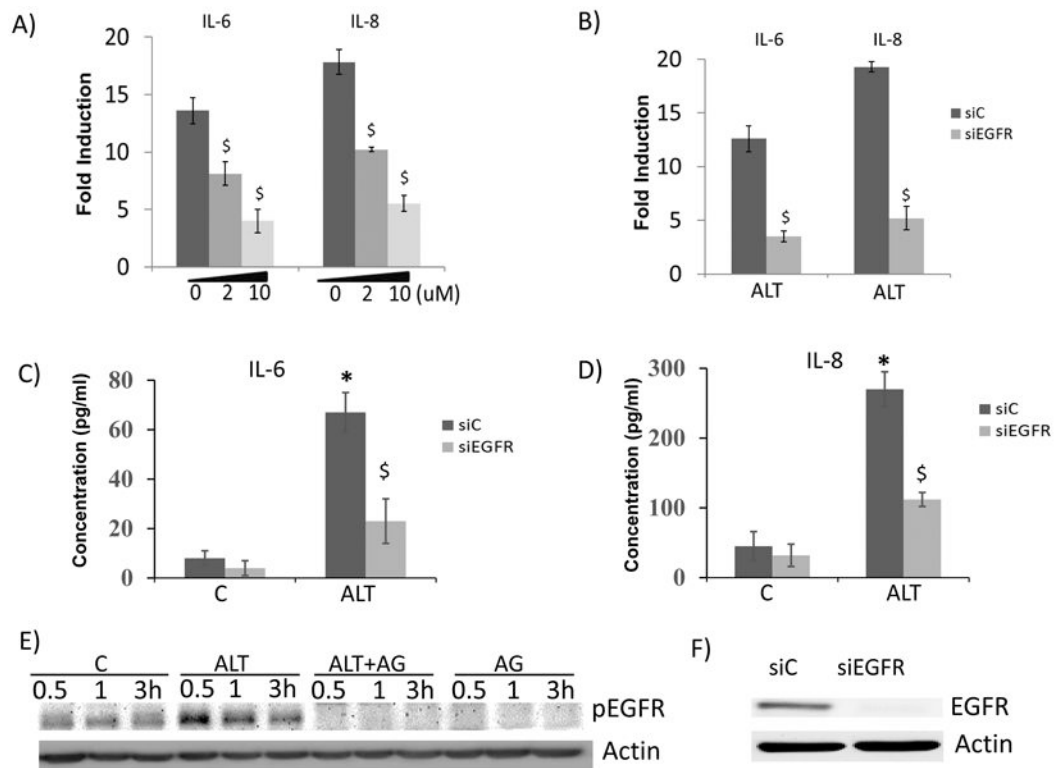 A)
IL-6 IL-8
Fold Induction
20
15
10
5
0
$
$
$
$
0 2 10 0 2 10 (uM)
B)
IL-6 IL-8
Fold Induction
20
15
10
5
0
$
$
ALT ALT
siC
siEGFR
C)
IL-6
Concentration (pg/ml)
80
60
40
20
0
*
$
C ALT
siC
siEGFR
D)
IL-8
Concentration (pg/ml)
300
200
100
0
*
$
C ALT
siC
siEGFR
E)
C ALT ALT+AG AG
0.5 1 3h 0.5 1 3h 0.5 1 3h 0.5 1 3h
pEGFR
Actin
F)
siC siEGFR
EGFR
Actin